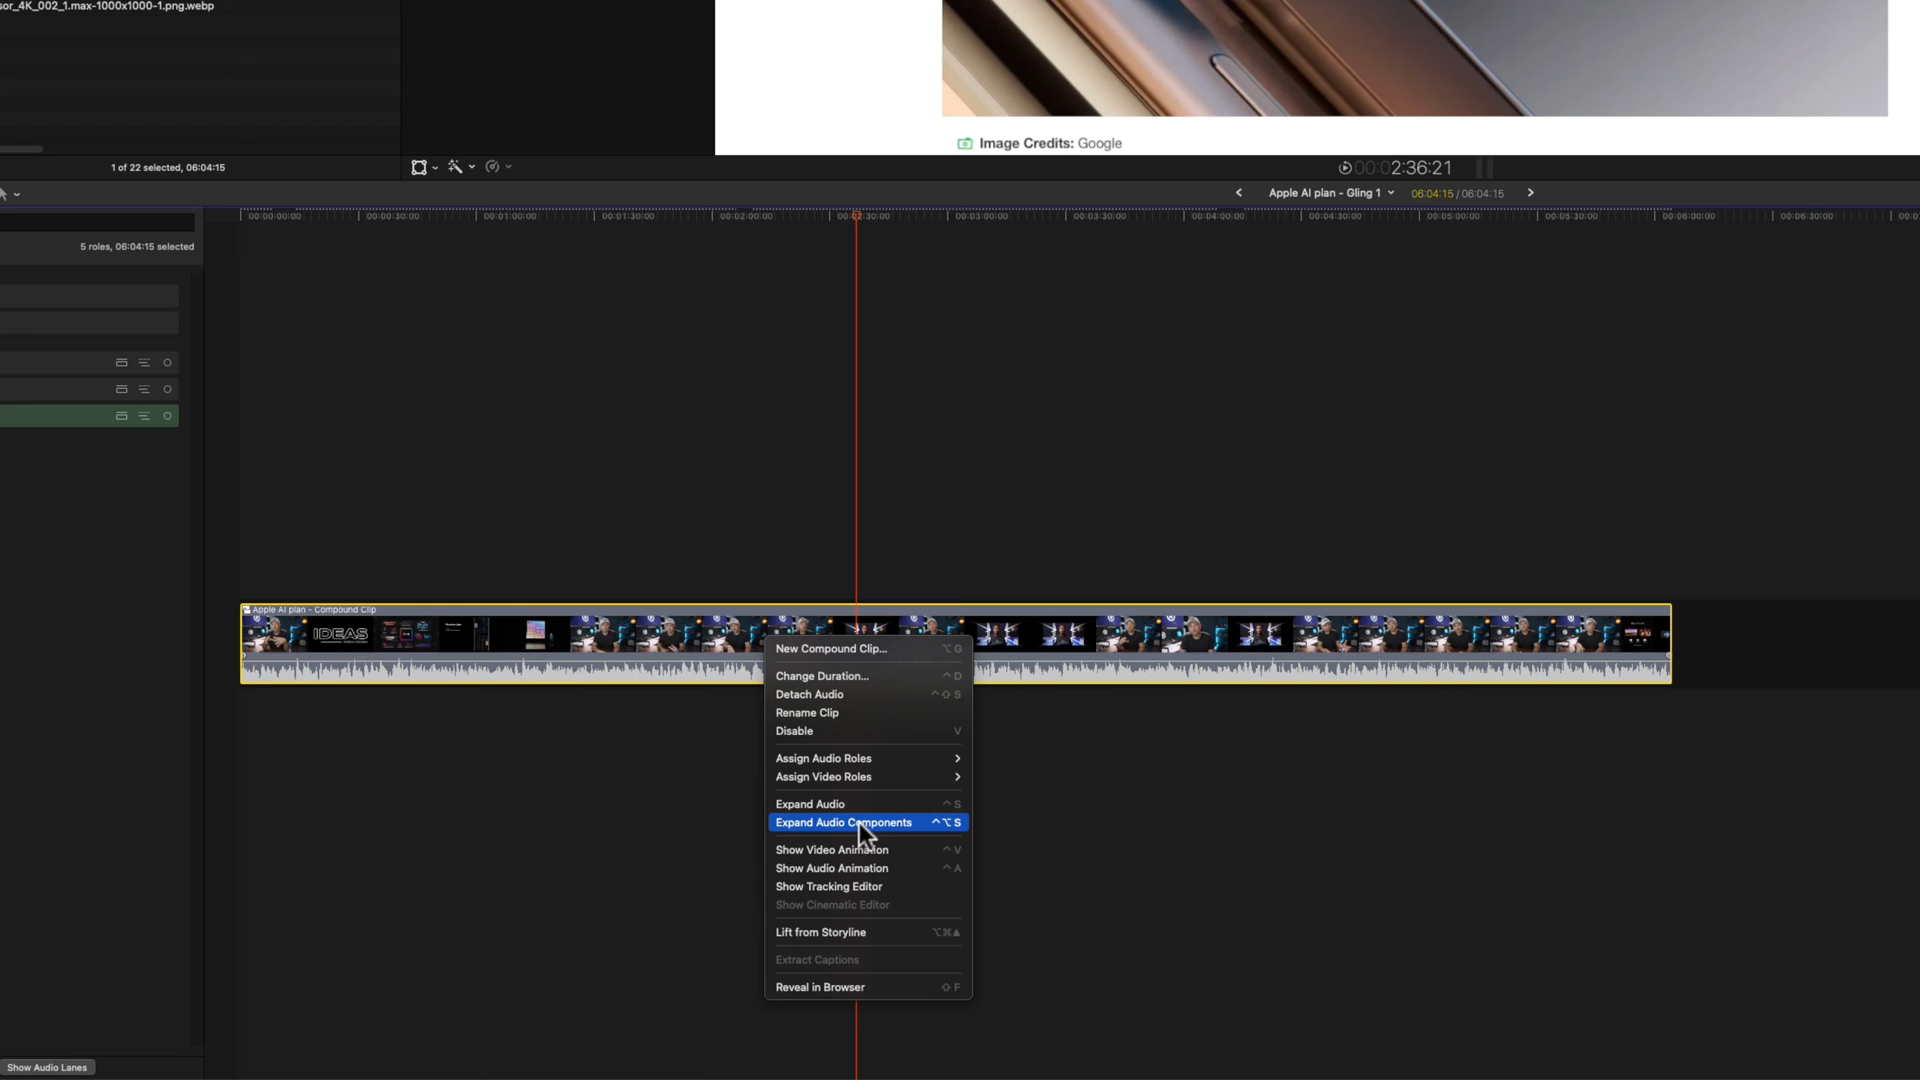 sor_4K_002_1.max-1000x1000-1.png.webp
Image Credits: Google
1 of 22 selected, 06:04:15
00:02:36:21
Apple AI plan - Gling 1 06:04:15 / 06:04:15
5 roles, 06:04:15 selected
00:00:00:00 00:00:30:00 00:01:00:00 00:01:30:00 00:02:00:00 00:02:30:00 00:03:00:00 00:03:30:00 00:04:00:00 00:04:30:00 00:05:00:00 00:05:30:00 00:06:00:00 00:06:30:00 00:0
Apple AI plan - Compound Clip
IDEAS
New Compound Clip... ⌥ G
Change Duration... ^ D
Detach Audio ^ ⇧ S
Rename Clip
Disable V
Assign Audio Roles
Assign Video Roles
Expand Audio ^ S
Expand Audio Components ^ ⌥ S
Show Video Animation ^ V
Show Audio Animation ^ A
Show Tracking Editor
Show Cinematic Editor
Lift from Storyline ⌥⌘▲
Extract Captions
Reveal in Browser ⇧ F
Show Audio Lanes